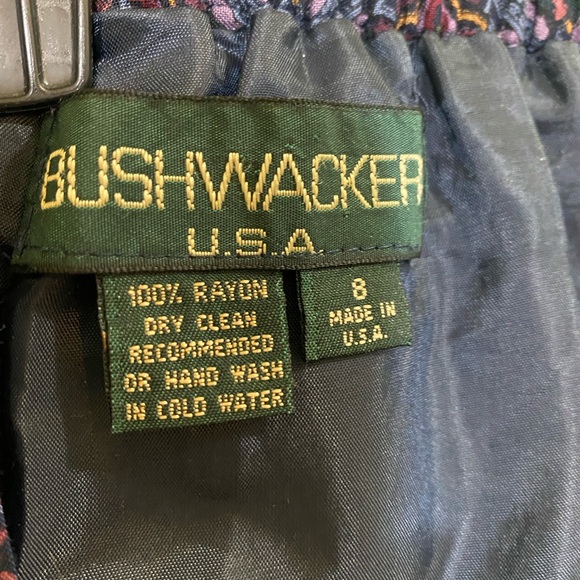 BUSHWACKER
U.S.A.
100% RAYON
DRY CLEAN
RECOMMENDED
OR HAND WASH
IN COLD WATER
8
MADE IN
U.S.A.